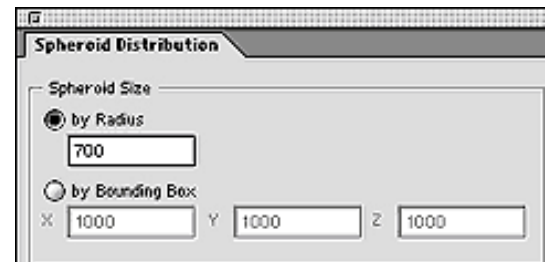 Spheroid Distribution
Spheroid Size
by Radius
700
by Bounding Box
X 1000 Y 1000 Z 1000